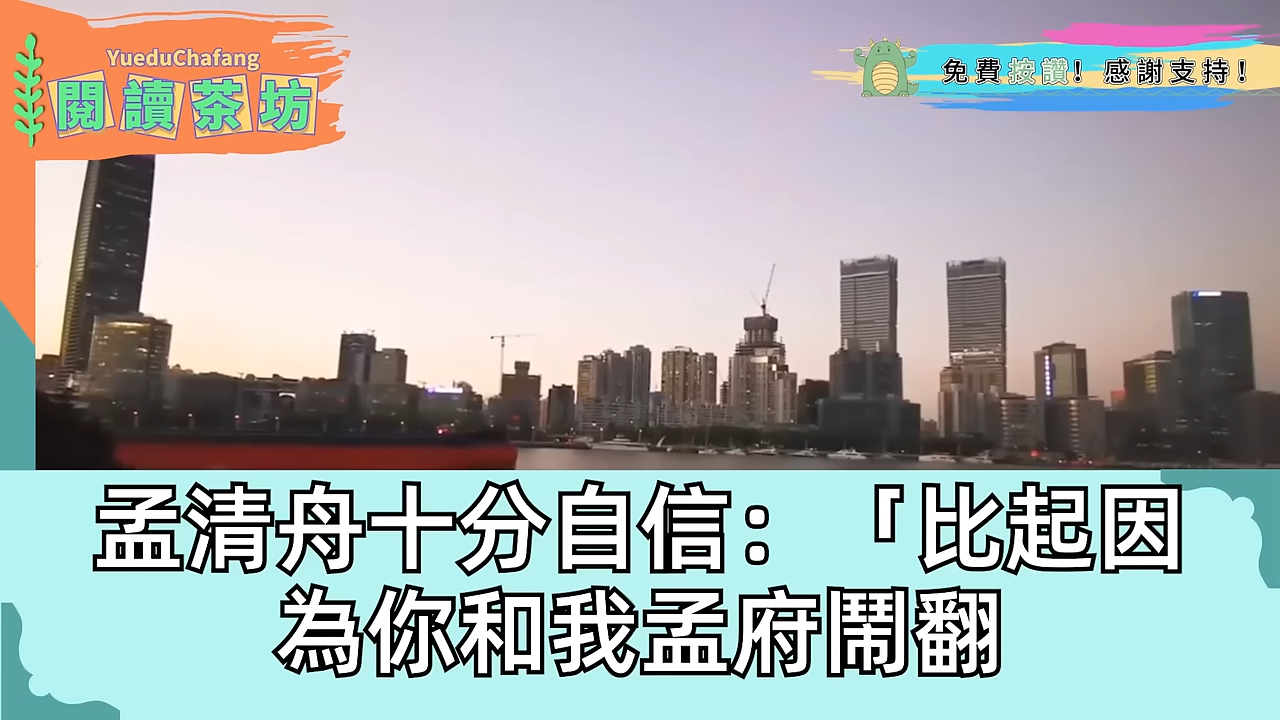 YueduChafang
閱讀茶坊
免費按讚！感謝支持！
孟清舟十分自信：「比起因
為你和我孟府鬧翻